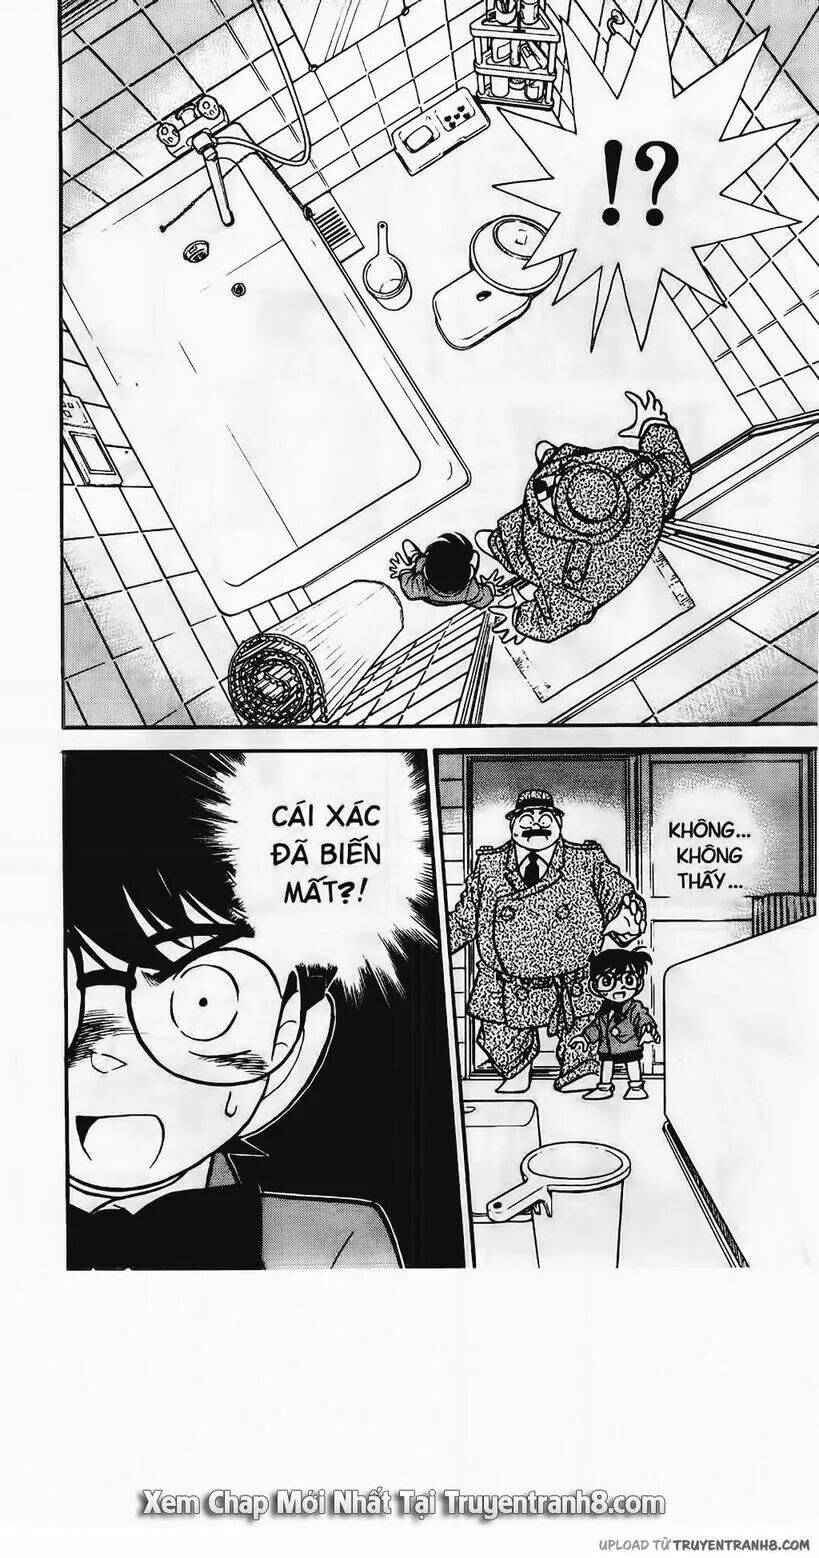 !?
KHÔNG...
KHÔNG
THẤY...
CÁI XÁC
ĐÃ BIẾN
MẤT?!
Xem Chap Mới Nhất Tại Truyentranh8.com
UPLOAD TỪ TRUYENTRANH8.COM